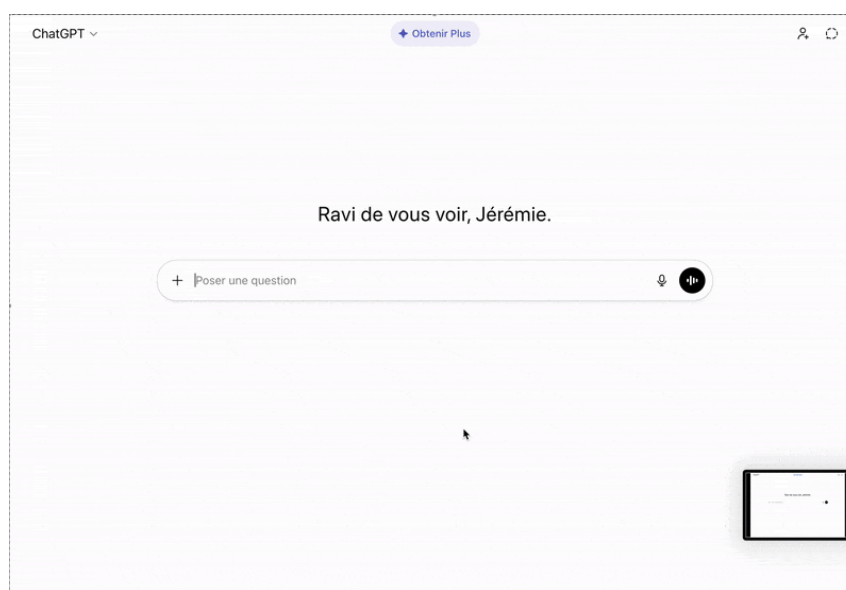 ChatGPT
Obtenir Plus
Ravi de vous voir, Jérémie.
Poser une question